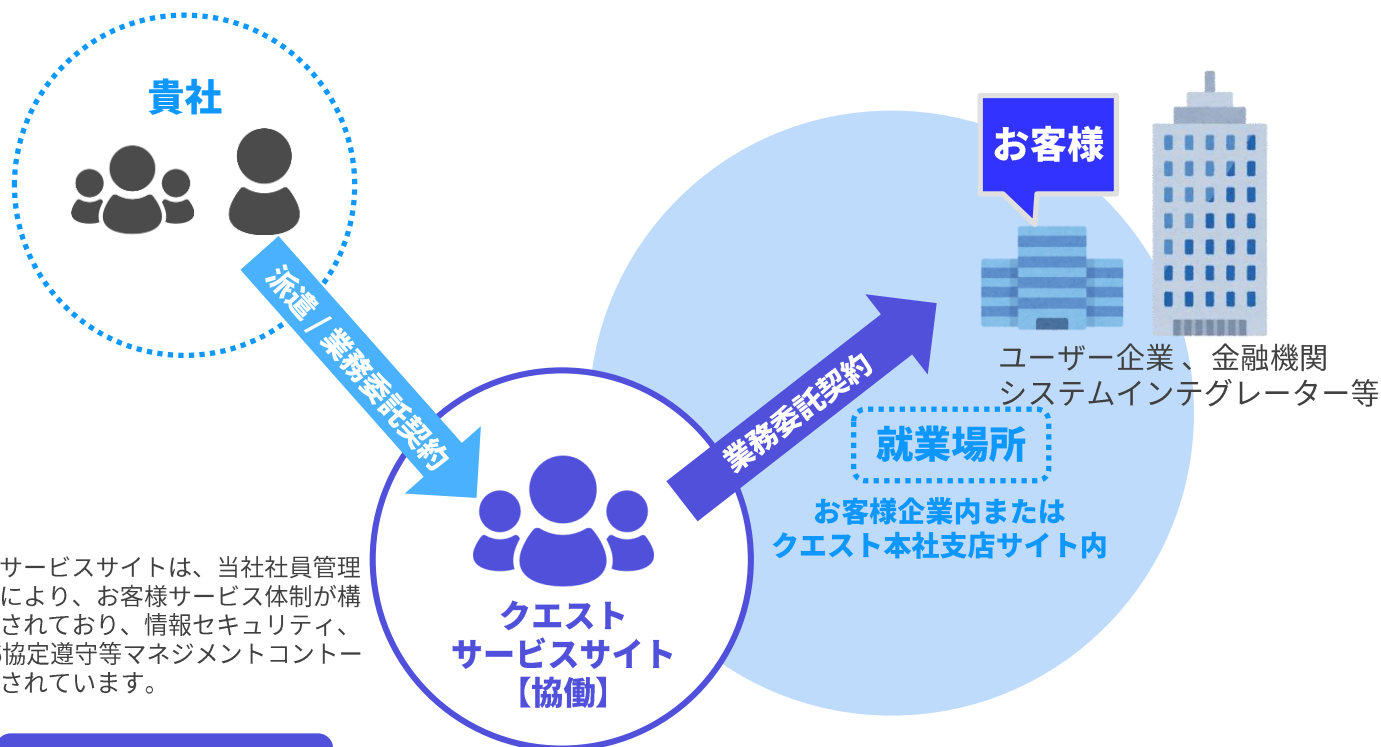 貴社
派遣 / 業務委託契約
お客様
ユーザー企業 、金融機関
システムインテグレーター等
業務委託契約
就業場所
お客様企業内または
クエスト本社支店サイト内
クエスト
サービスサイト
【協働】
サービスサイトは、当社社員管理
により、お客様サービス体制が構
されており、情報セキュリティ、
協定遵守等マネジメントコントー
されています。